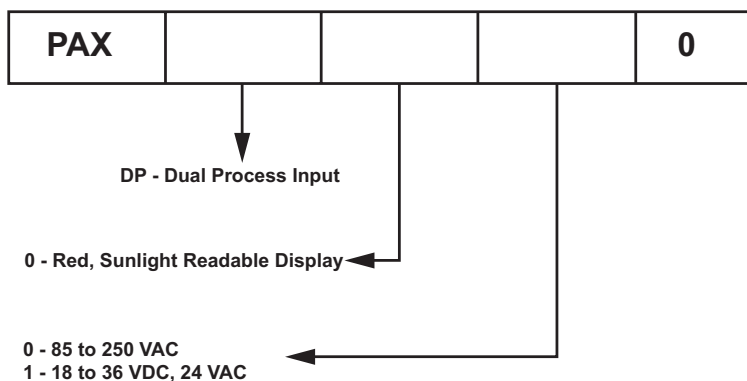 PAX 0
DP - Dual Process Input
0 - Red, Sunlight Readable Display
0 - 85 to 250 VAC
1 - 18 to 36 VDC, 24 VAC